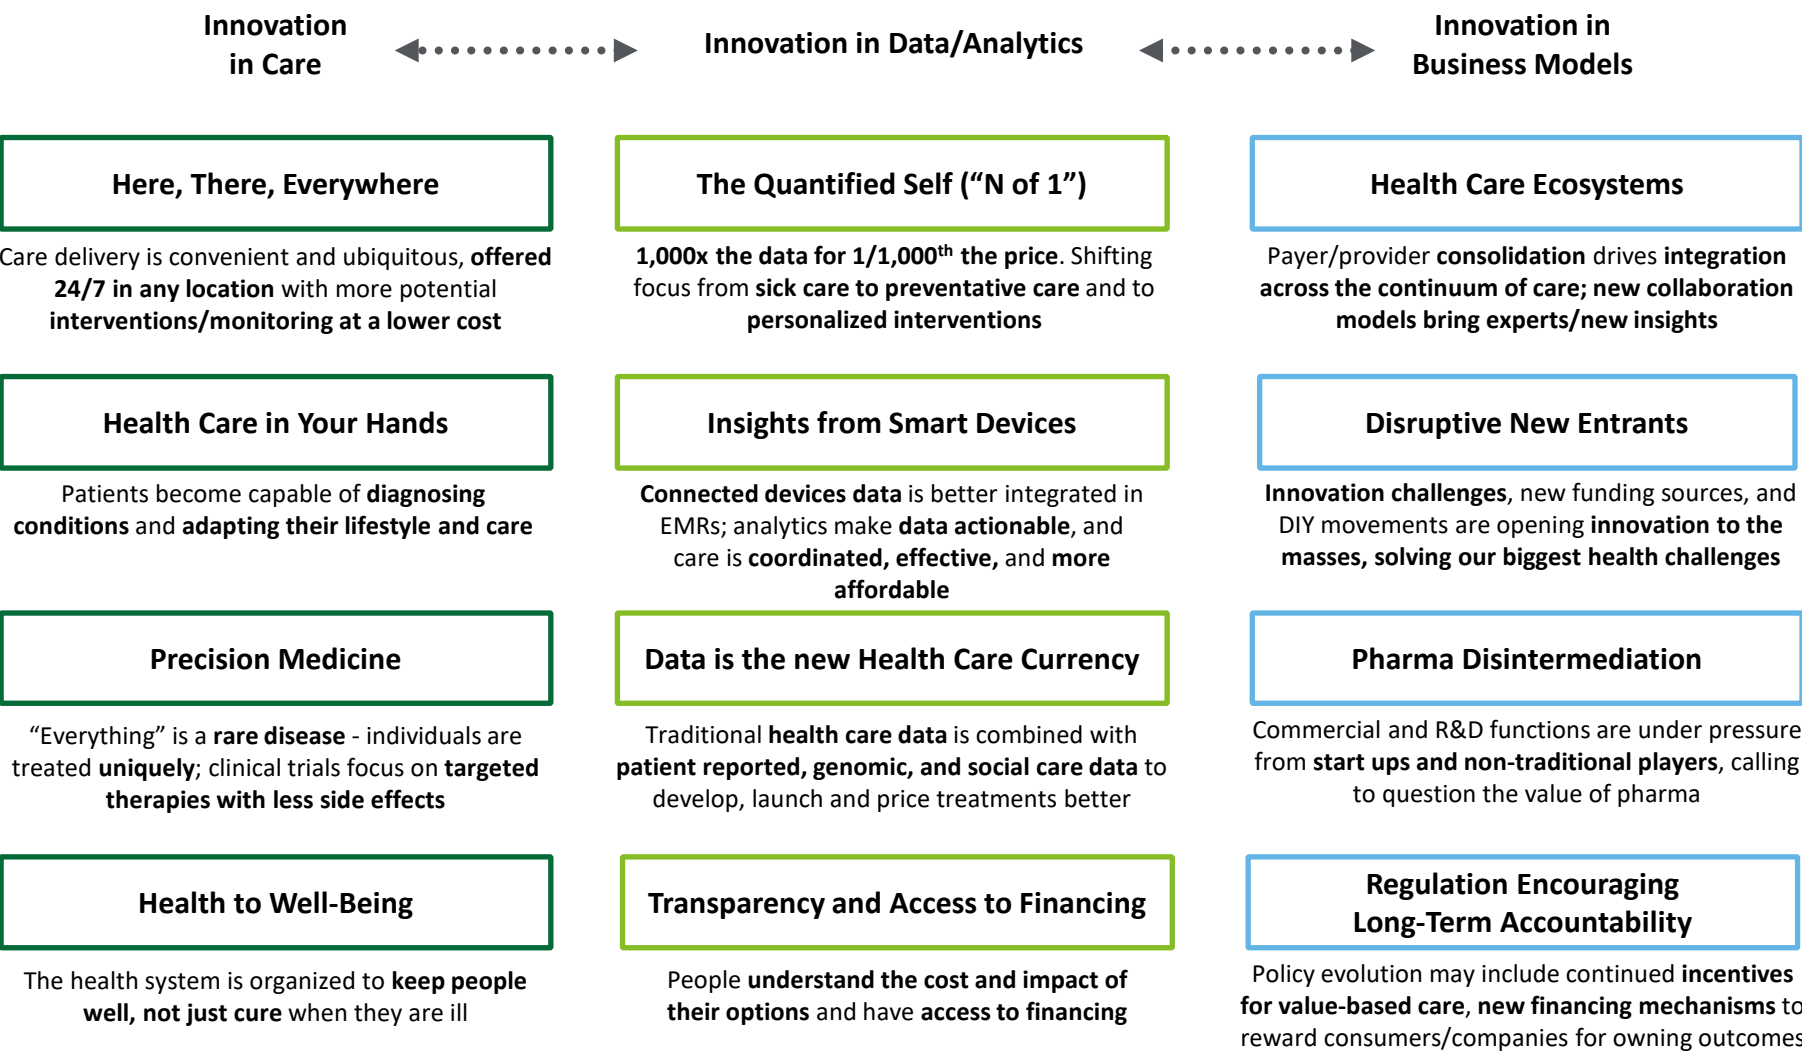 Innovation
in Care
Innovation in Data/Analytics
Innovation in
Business Models
Here, There, Everywhere
Care delivery is convenient and ubiquitous, offered
24/7 in any location with more potential
interventions/monitoring at a lower cost
The Quantified Self (“N of 1”)
1,000x the data for 1/1,000th the price. Shifting
focus from sick care to preventative care and to
personalized interventions
Health Care Ecosystems
Payer/provider consolidation drives integration
across the continuum of care; new collaboration
models bring experts/new insights
Health Care in Your Hands
Patients become capable of diagnosing
conditions and adapting their lifestyle and care
Insights from Smart Devices
Connected devices data is better integrated in
EMRs; analytics make data actionable, and
care is coordinated, effective, and more
affordable
Disruptive New Entrants
Innovation challenges, new funding sources, and
DIY movements are opening innovation to the
masses, solving our biggest health challenges
Precision Medicine
“Everything” is a rare disease - individuals are
treated uniquely; clinical trials focus on targeted
therapies with less side effects
Data is the new Health Care Currency
Traditional health care data is combined with
patient reported, genomic, and social care data to
develop, launch and price treatments better
Pharma Disintermediation
Commercial and R&D functions are under pressure
from start ups and non-traditional players, calling
to question the value of pharma
Health to Well-Being
The health system is organized to keep people
well, not just cure when they are ill
Transparency and Access to Financing
People understand the cost and impact of
their options and have access to financing
Regulation Encouraging
Long-Term Accountability
Policy evolution may include continued incentives
for value-based care, new financing mechanisms to
reward consumers/companies for owning outcomes